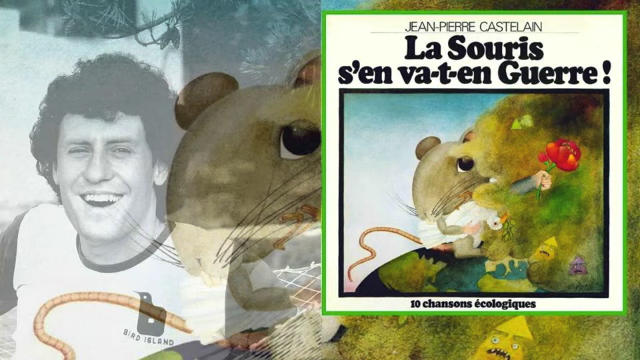 B
BIRD ISLAND
JEAN-PIERRE CASTELAIN
La Souris
s'en va-t-en Guerre !
10 chansons écologiques